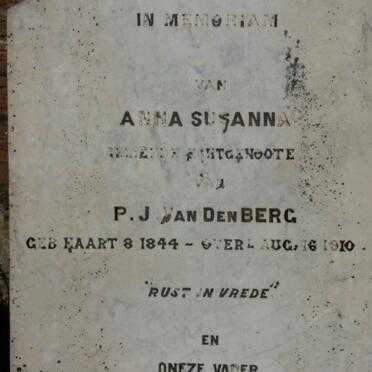 IN MEMORIAM
VAN
ANNA SUSANNA
ECHTGENOOTE
VAN
P. J. VAN DEN BERG
GEB MAART 8 1844 - OVERL AUG. 16 1910.
"RUST IN VREDE"
EN
ONZE VADER